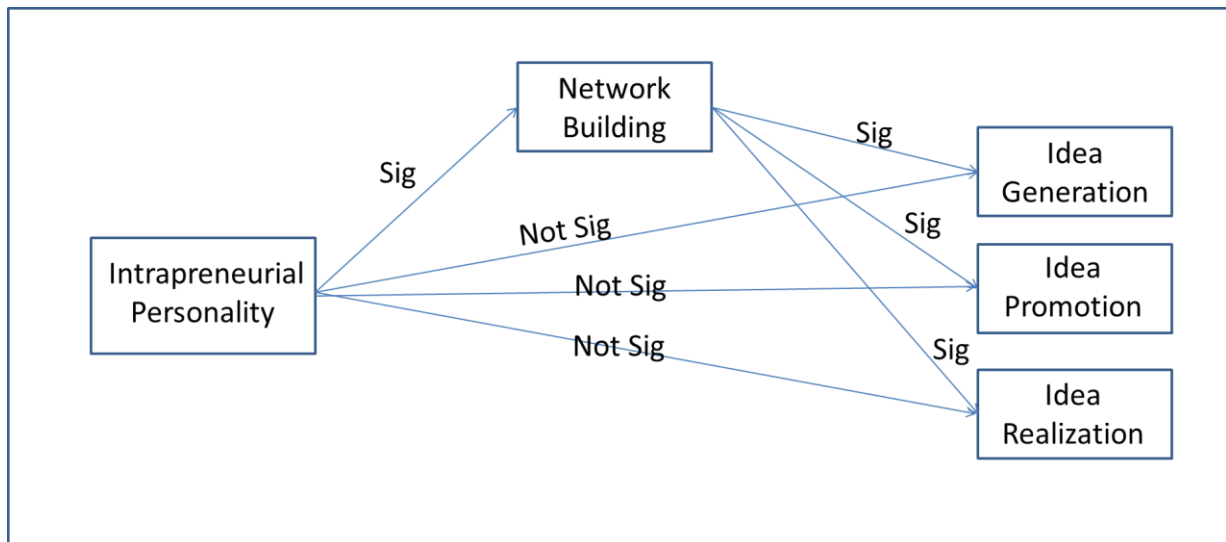 Network
Building
Sig
Idea
Generation
Sig
Not Sig
Sig
Intrapreneurial
Personality
Not Sig
Idea
Promotion
Not Sig
Sig
Idea
Realization